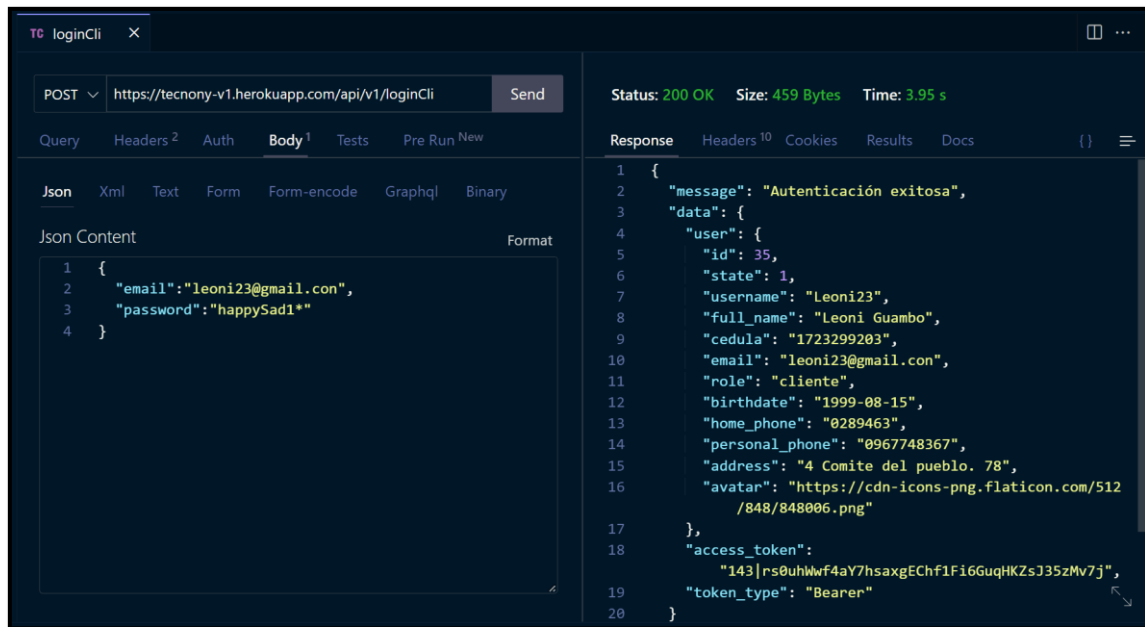 TC loginCli ×
POST https://tecnony-v1.herokuapp.com/api/v1/loginCli Send
Query Headers 2 Auth Body 1 Tests Pre Run New
Json Xml Text Form Form-encode Graphql Binary
Json Content Format
1 {
2 "email":"leoni23@gmail.con",
3 "password":"happySad1*"
4 }
Status: 200 OK Size: 459 Bytes Time: 3.95 s
Response Headers 10 Cookies Results Docs { }
1 {
2 "message": "Autenticación exitosa",
3 "data": {
4 "user": {
5 "id": 35,
6 "state": 1,
7 "username": "Leoni23",
8 "full_name": "Leoni Guambo",
9 "cedula": "1723299203",
10 "email": "leoni23@gmail.con",
11 "role": "cliente",
12 "birthdate": "1999-08-15",
13 "home_phone": "0289463",
14 "personal_phone": "0967748367",
15 "address": "4 Comite del pueblo. 78",
16 "avatar": "https://cdn-icons-png.flaticon.com/512
/848/848006.png"
17 },
18 "access_token":
"143|rs0uhWwf4aY7hsaxgEChf1Fi6GuqHKZsJ35zMv7j",
19 "token_type": "Bearer"
20 }